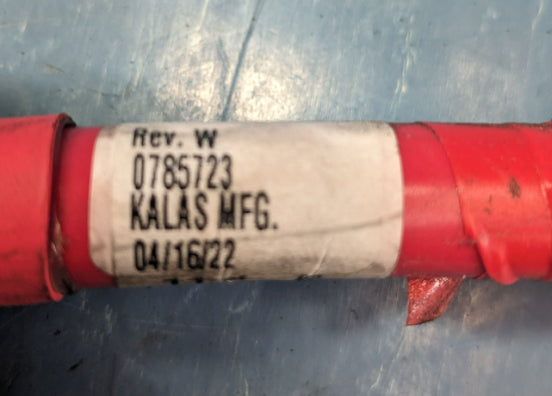 Rev. W
0785723
KALAS MFG.
04/16/22